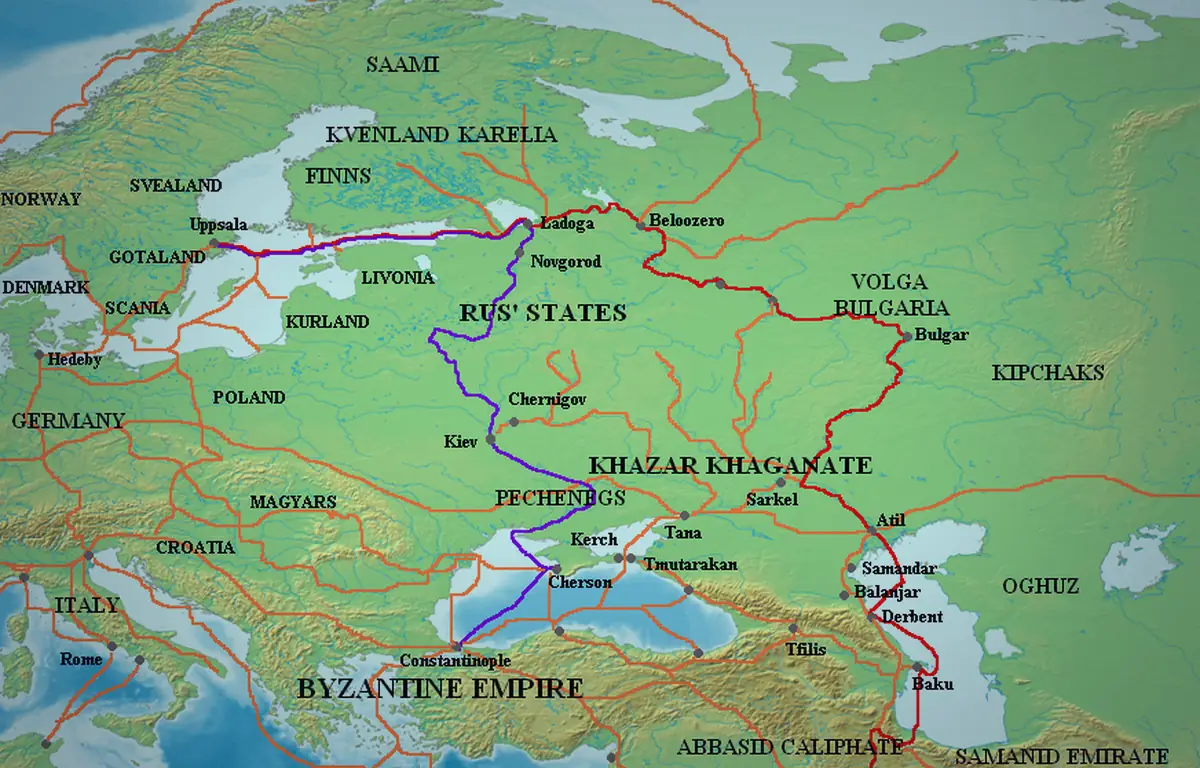 SAAMI
KVENLAND KARELIA
FINNS
SVEALAND
NORWAY
Uppsala
Ladoga
Beloozero
GOTALAND
Novgorod
LIVONIA
DENMARK
SCANIA
VOLGA
BULGARIA
RUS' STATES
KURLAND
Bulgar
Hedeby
KIPCHAKS
POLAND
Chernigov
GERMANY
Kiev
KHAZAR KHAGANATE
PECHENEGS
Sarkel
MAGYARS
Atil
Tana
Kerch
CROATIA
Tmutarakan
Samandar
Cherson
OGHUZ
Balanjar
ITALY
Derbent
Tfilis
Rome
Constantinople
Baku
BYZANTINE EMPIRE
ABBASID CALIPHATE
SAMANID EMIRATE